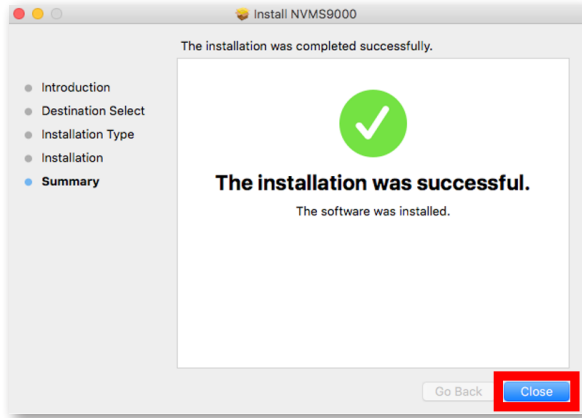 Install NVMS9000
The installation was completed successfully.
Introduction
Destination Select
Installation Type
Installation
Summary
The installation was successful.
The software was installed.
Go Back
Close